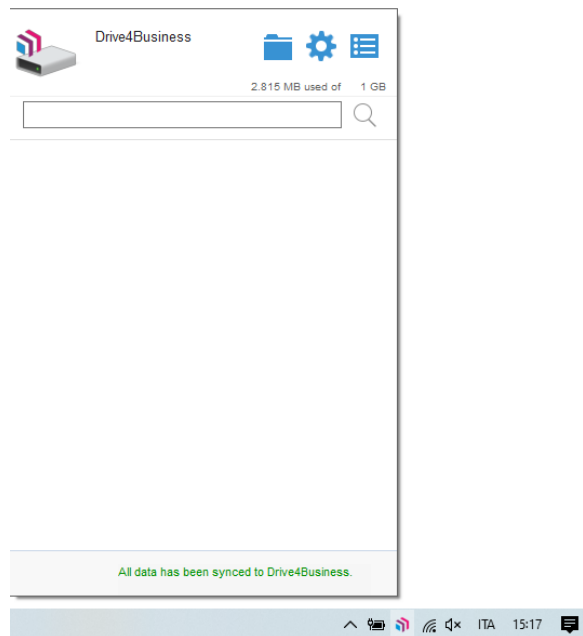 Drive4Business
2.815 MB used of 1 GB
All data has been synced to Drive4Business.
ITA 15:17